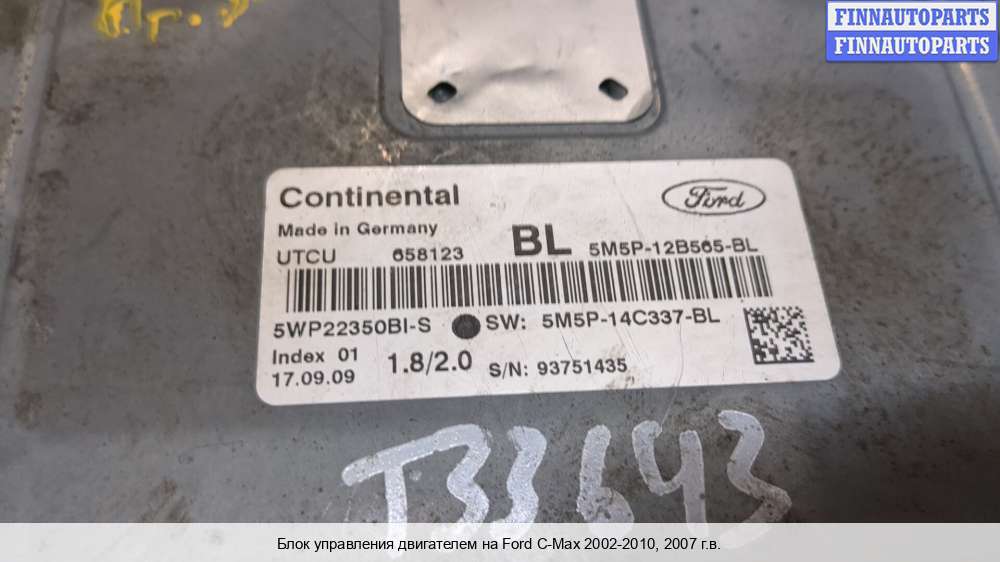 FINNAUTOPARTS
FINNAUTOPARTS
Continental
Ford
Made in Germany
UTCU 658123 BL 5M5P-12B565-BL
5WP22350BI-S SW: 5M5P-14C337-BL
Index 01
17.09.09 1.8/2.0 S/N: 93751435
T33643
Блок управления двигателем на Ford C-Max 2002-2010, 2007 г.в.